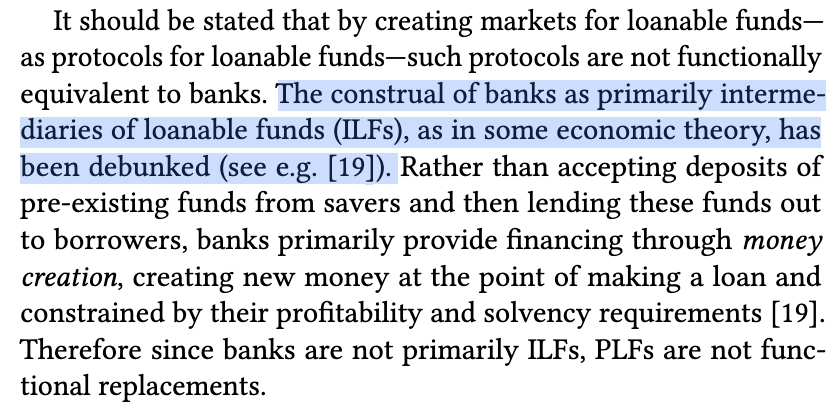 It should be stated that by creating markets for loanable funds—
as protocols for loanable funds—such protocols are not functionally
equivalent to banks. The construal of banks as primarily interme-
diaries of loanable funds (ILFs), as in some economic theory, has
been debunked (see e.g. [19]). Rather than accepting deposits of
pre-existing funds from savers and then lending these funds out
to borrowers, banks primarily provide financing through money
creation, creating new money at the point of making a loan and
constrained by their profitability and solvency requirements [19].
Therefore since banks are not primarily ILFs, PLFs are not func-
tional replacements.